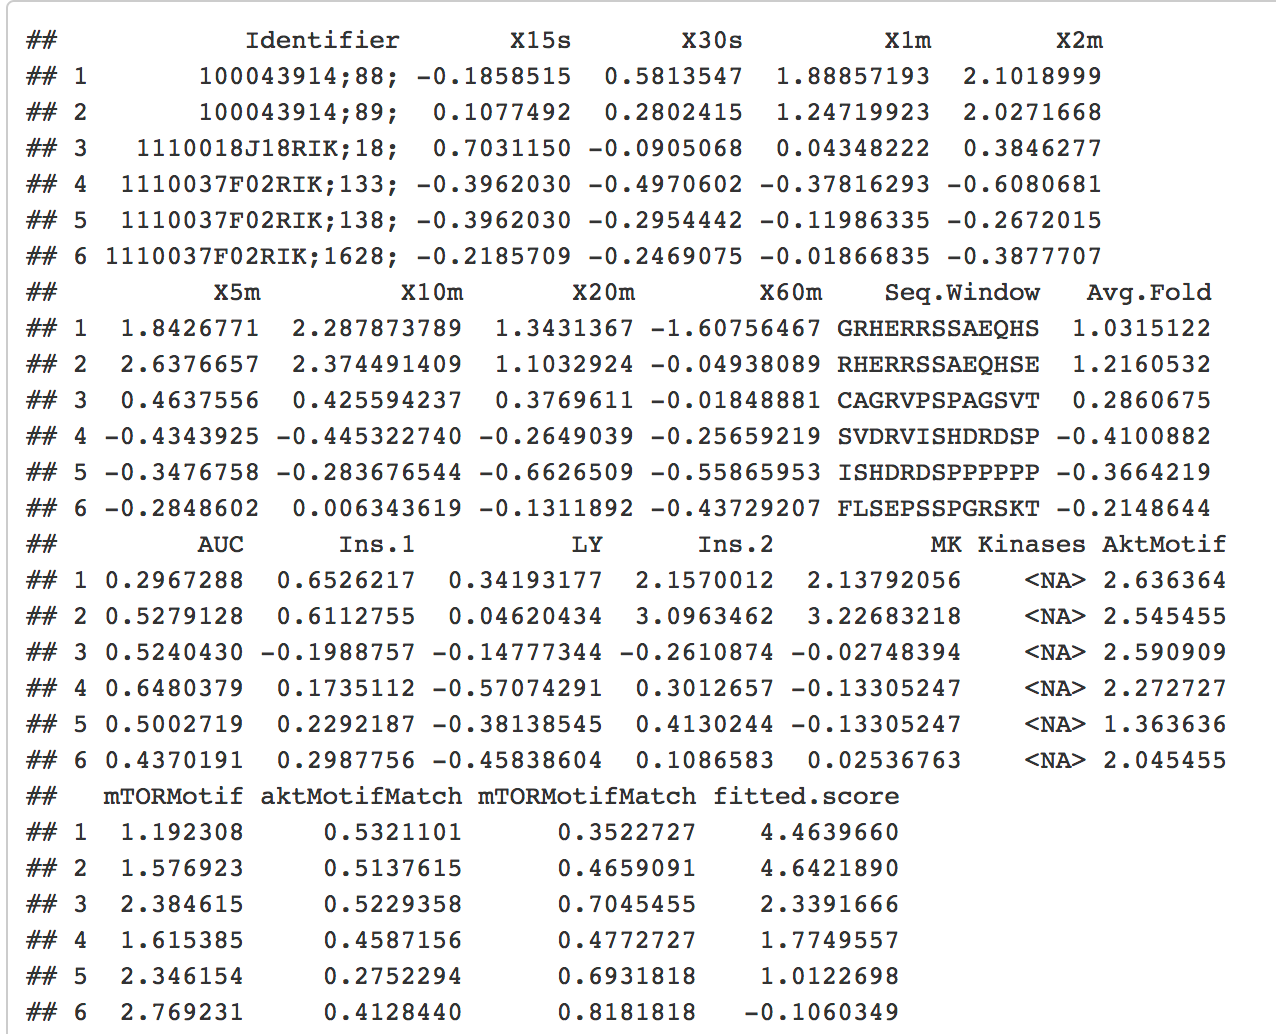 ##            Identifier       X15s       X30s         X1m        X2m
## 1       100043914;88; -0.1858515  0.5813547  1.88857193  2.1018999
## 2       100043914;89;  0.1077492  0.2802415  1.24719923  2.0271668
## 3   1110018J18RIK;18;  0.7031150 -0.0905068  0.04348222  0.3846277
## 4  1110037F02RIK;133; -0.3962030 -0.4970602 -0.37816293 -0.6080681
## 5  1110037F02RIK;138; -0.3962030 -0.2954442 -0.11986335 -0.2672015
## 6 1110037F02RIK;1628; -0.2185709 -0.2469075 -0.01866835 -0.3877707
##          X5m         X10m       X20m        X60m    Seq.Window   Avg.Fold
## 1  1.8426771  2.287873789  1.3431367 -1.60756467 GRHERRSSAEQHS  1.0315122
## 2  2.6376657  2.374491409  1.1032924 -0.04938089 RHERRSSAEQHSE  1.2160532
## 3  0.4637556  0.425594237  0.3769611 -0.01848881 CAGRVPSPAGSVT  0.2860675
## 4 -0.4343925 -0.445322740 -0.2649039 -0.25659219 SVDRVISHDRDSP -0.4100882
## 5 -0.3476758 -0.283676544 -0.6626509 -0.55865953 ISHDRDSPPPPPP -0.3664219
## 6 -0.2848602  0.006343619 -0.1311892 -0.43729207 FLSEPSSPGRSKT -0.2148644
##         AUC      Ins.1          LY      Ins.2          MK Kinases AktMotif
## 1 0.2967288  0.6526217  0.34193177  2.1570012  2.13792056    <NA> 2.636364
## 2 0.5279128  0.6112755  0.04620434  3.0963462  3.22683218    <NA> 2.545455
## 3 0.5240430 -0.1988757 -0.14777344 -0.2610874 -0.02748394    <NA> 2.590909
## 4 0.6480379  0.1735112 -0.57074291  0.3012657 -0.13305247    <NA> 2.272727
## 5 0.5002719  0.2292187 -0.38138545  0.4130244 -0.13305247    <NA> 1.363636
## 6 0.4370191  0.2987756 -0.45838604  0.1086583  0.02536763    <NA> 2.045455
##   mTORMotif aktMotifMatch mTORMotifMatch fitted.score
## 1  1.192308     0.5321101      0.3522727    4.4639660
## 2  1.576923     0.5137615      0.4659091    4.6421890
## 3  2.384615     0.5229358      0.7045455    2.3391666
## 4  1.615385     0.4587156      0.4772727    1.7749557
## 5  2.346154     0.2752294      0.6931818    1.0122698
## 6  2.769231     0.4128440      0.8181818   -0.1060349